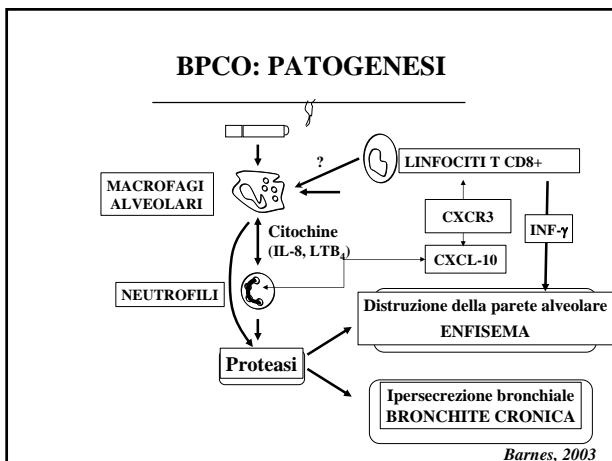 BPCO: PATOGENESI
?
LINFOCITI T CD8+
MACROFAGI
ALVEOLARI
CXCR3
INF-γ
Citochine
(IL-8, LTB4)
CXCL-10
NEUTROFILI
Distruzione della parete alveolare
ENFISEMA
Proteasi
Ipersecrezione bronchiale
BRONCHITE CRONICA
Barnes, 2003